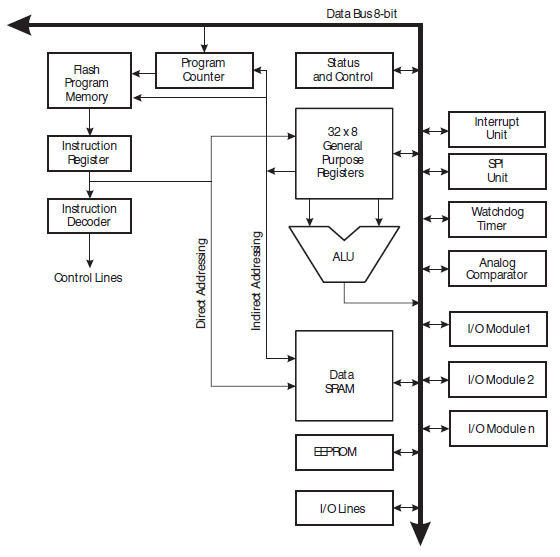 Data Bus 8-bit
Flash
Program
Memory
Program
Counter
Status
and Control
Instruction
Register
32 x 8
General
Purpose
Registers
Interrupt
Unit
SPI
Unit
Instruction
Decoder
Watchdog
Timer
Control Lines
Direct Addressing
Indirect Addressing
ALU
Analog
Comparator
I/O Module1
Data
SRAM
I/O Module 2
I/O Module n
EEPROM
I/O Lines